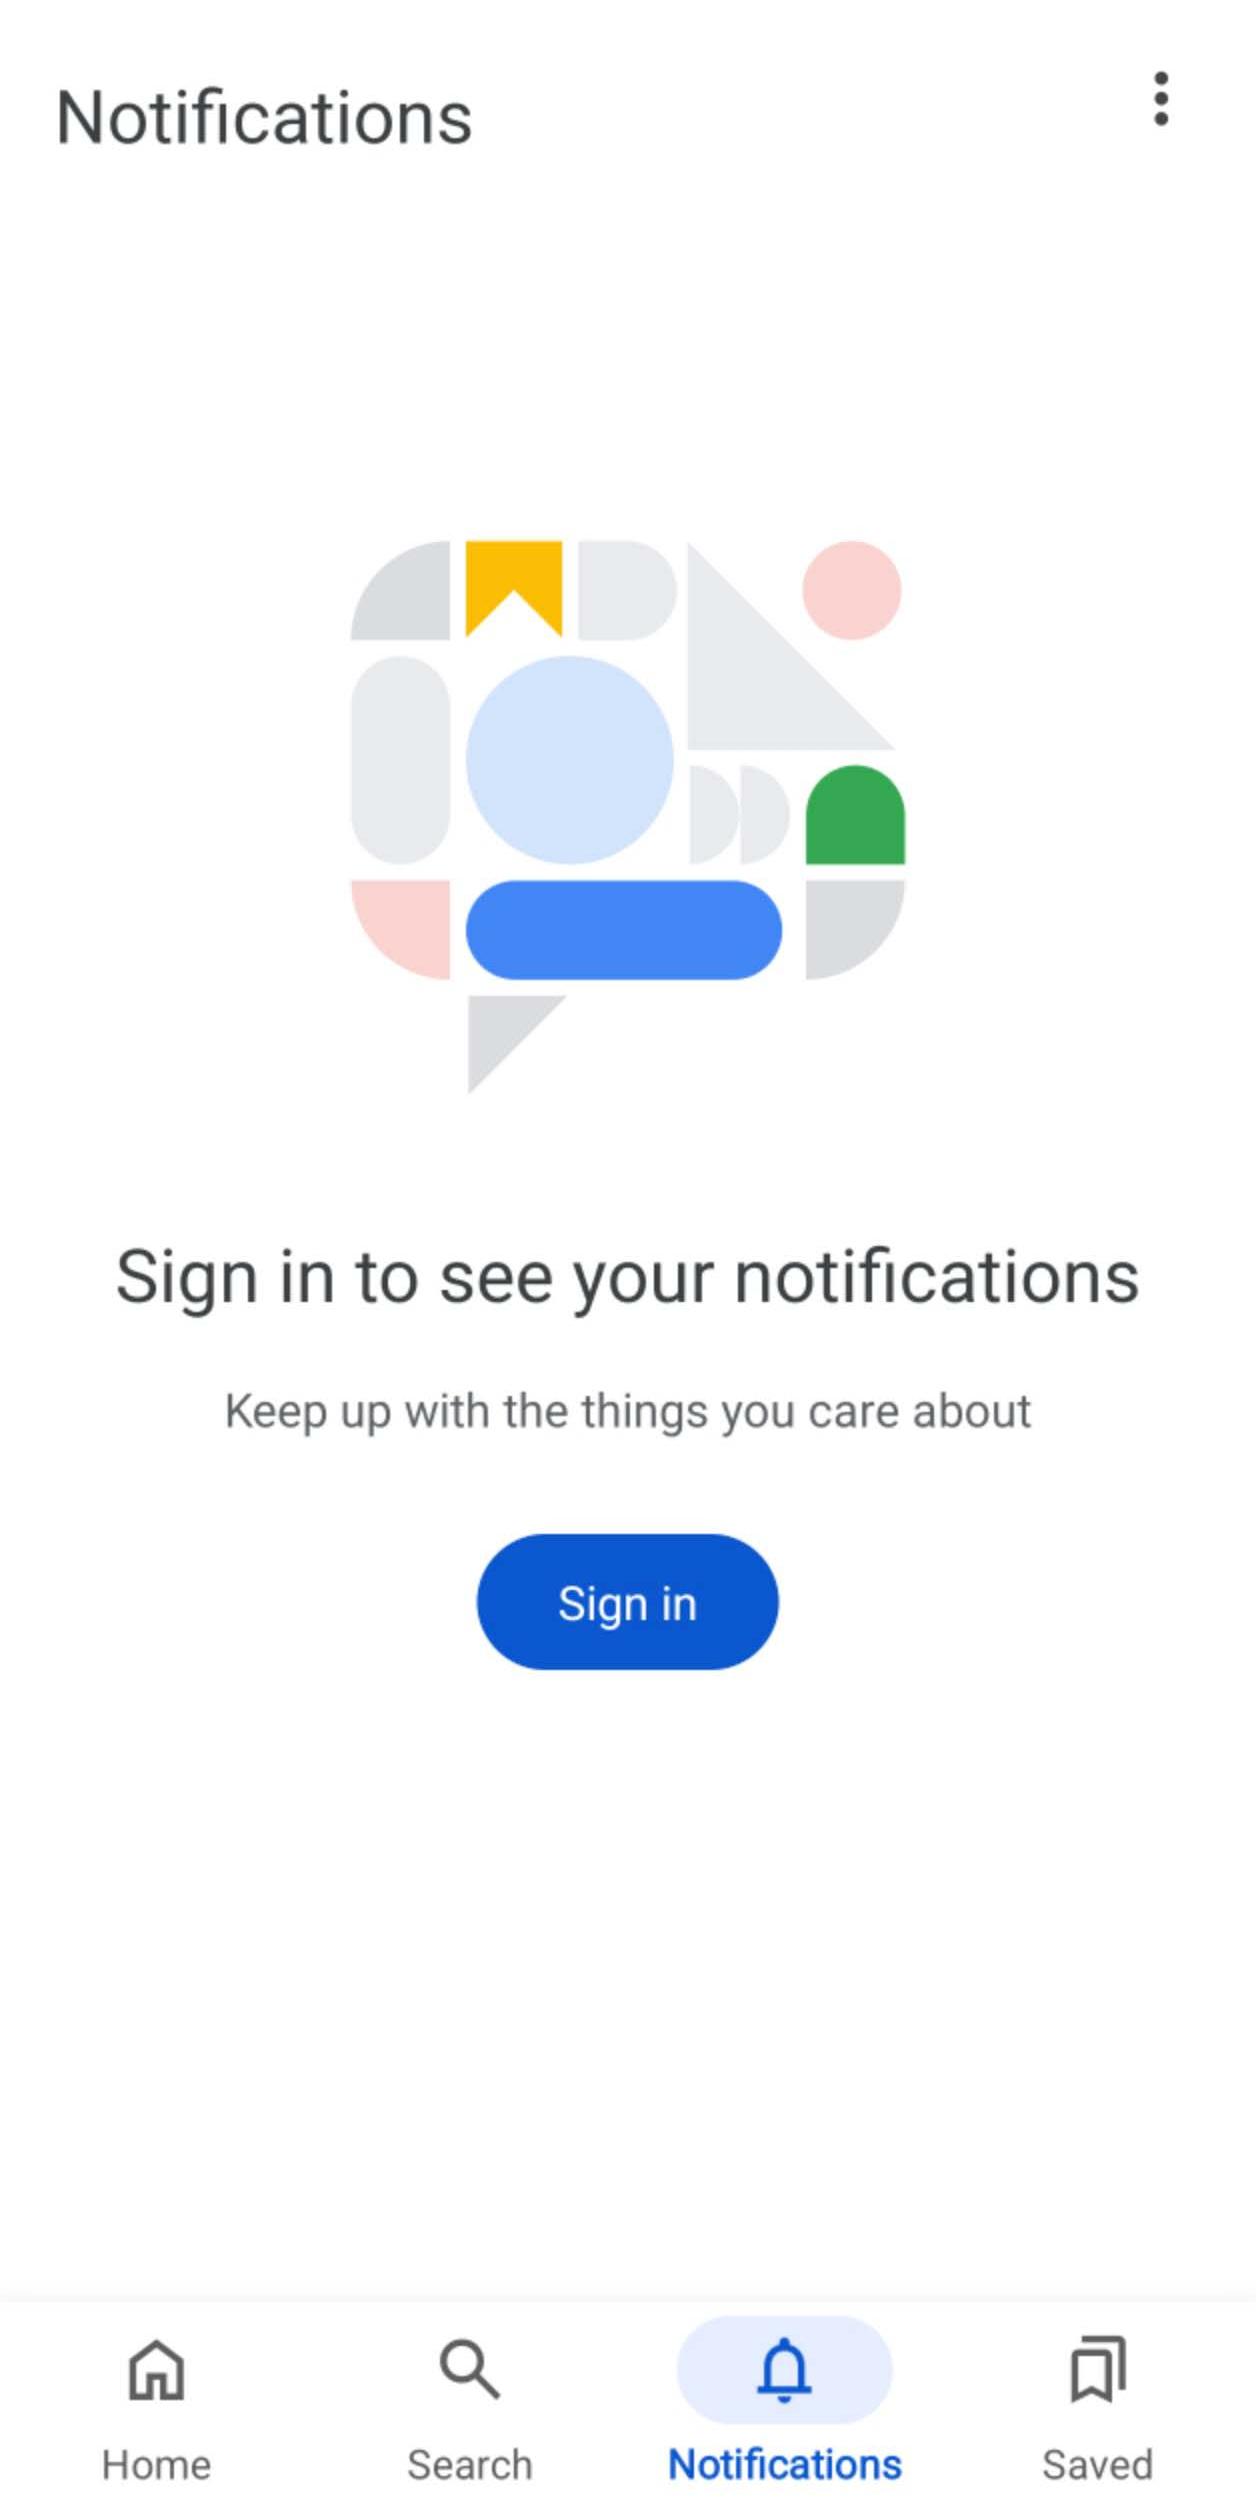 Notifications
Sign in to see your notifications
Keep up with the things you care about
Sign in
Home
Search
Notifications
Saved